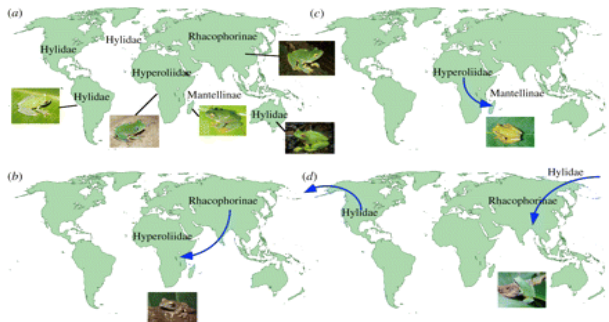 (a)
Hylidae
Hylidae
Rhacophorinae
Hyperoliidae
Mantellinae
Hylidae
Hylidae
(c)
Hyperoliidae
Mantellinae
(b)
Rhacophorinae
Hyperoliidae
(d)
Hylidae
Hylidae
Rhacophorinae